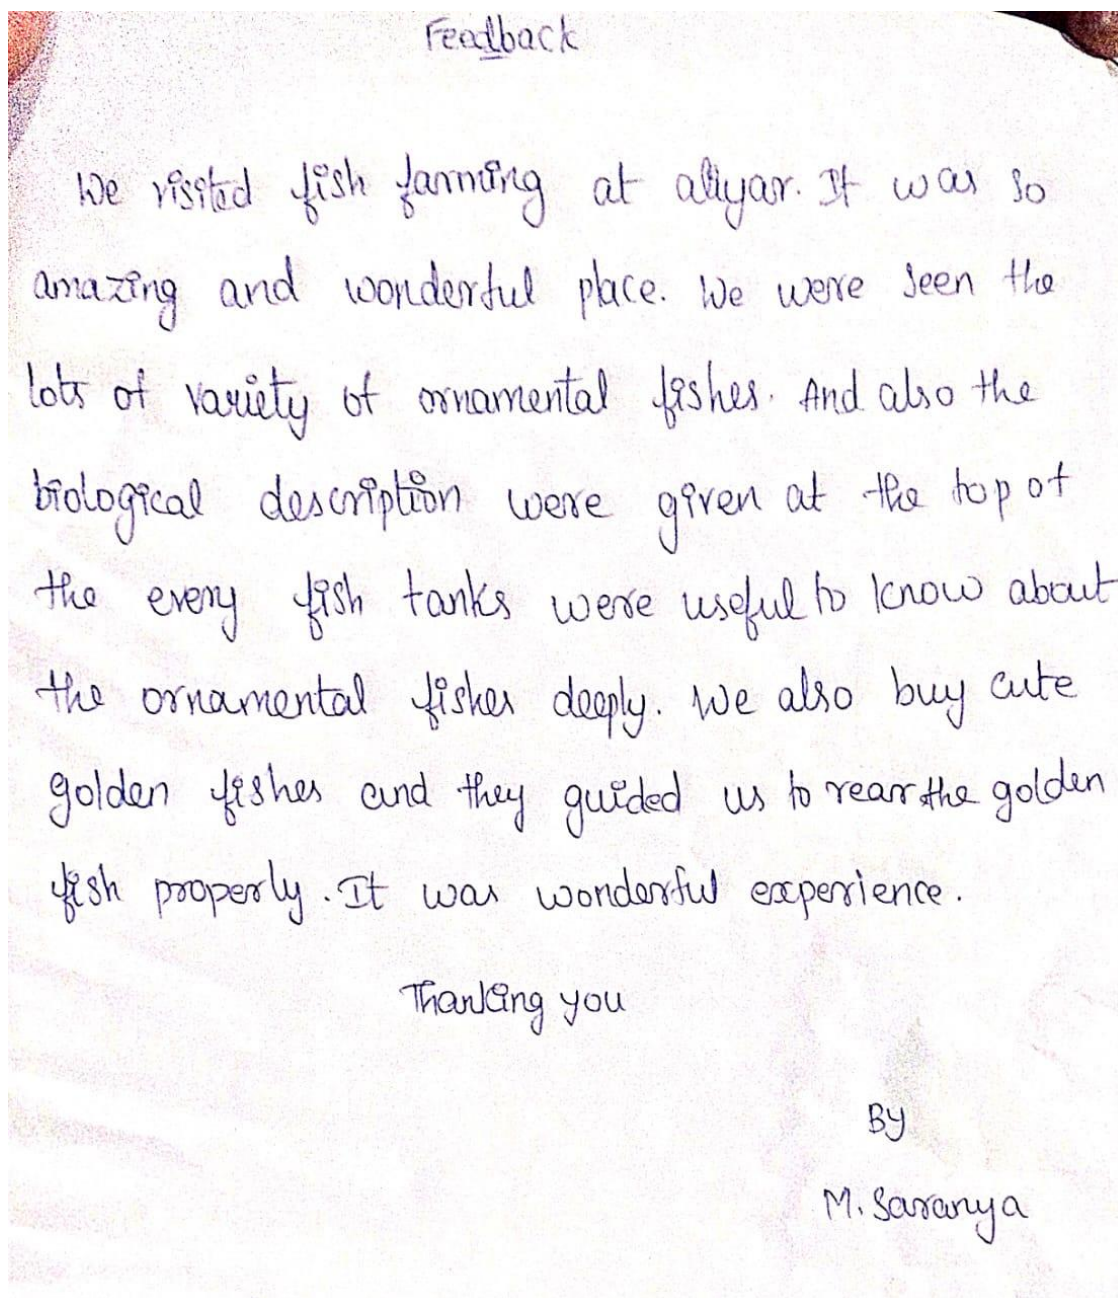 Feedback
We visited fish farming at aliyar. It was so
amazing and wonderful place. We were seen the
lots of variety of ornamental fishes. And also the
biological description were given at the top of
the every fish tanks were useful to know about
the ornamental fishes deeply. We also buy cute
golden fishes and they guided us to rear the golden
fish properly. It was wonderful experience.
Thanking you
By
M. Saranya